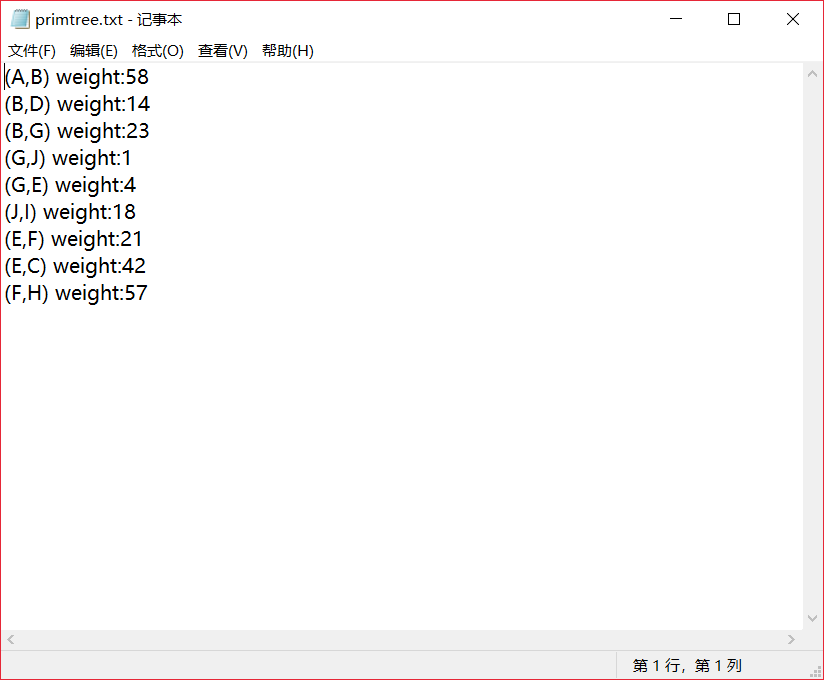 primtree.txt - 记事本
文件(F) 编辑(E) 格式(O) 查看(V) 帮助(H)
(A,B) weight:58
(B,D) weight:14
(B,G) weight:23
(G,J) weight:1
(G,E) weight:4
(J,I) weight:18
(E,F) weight:21
(E,C) weight:42
(F,H) weight:57
第 1 行，第 1 列